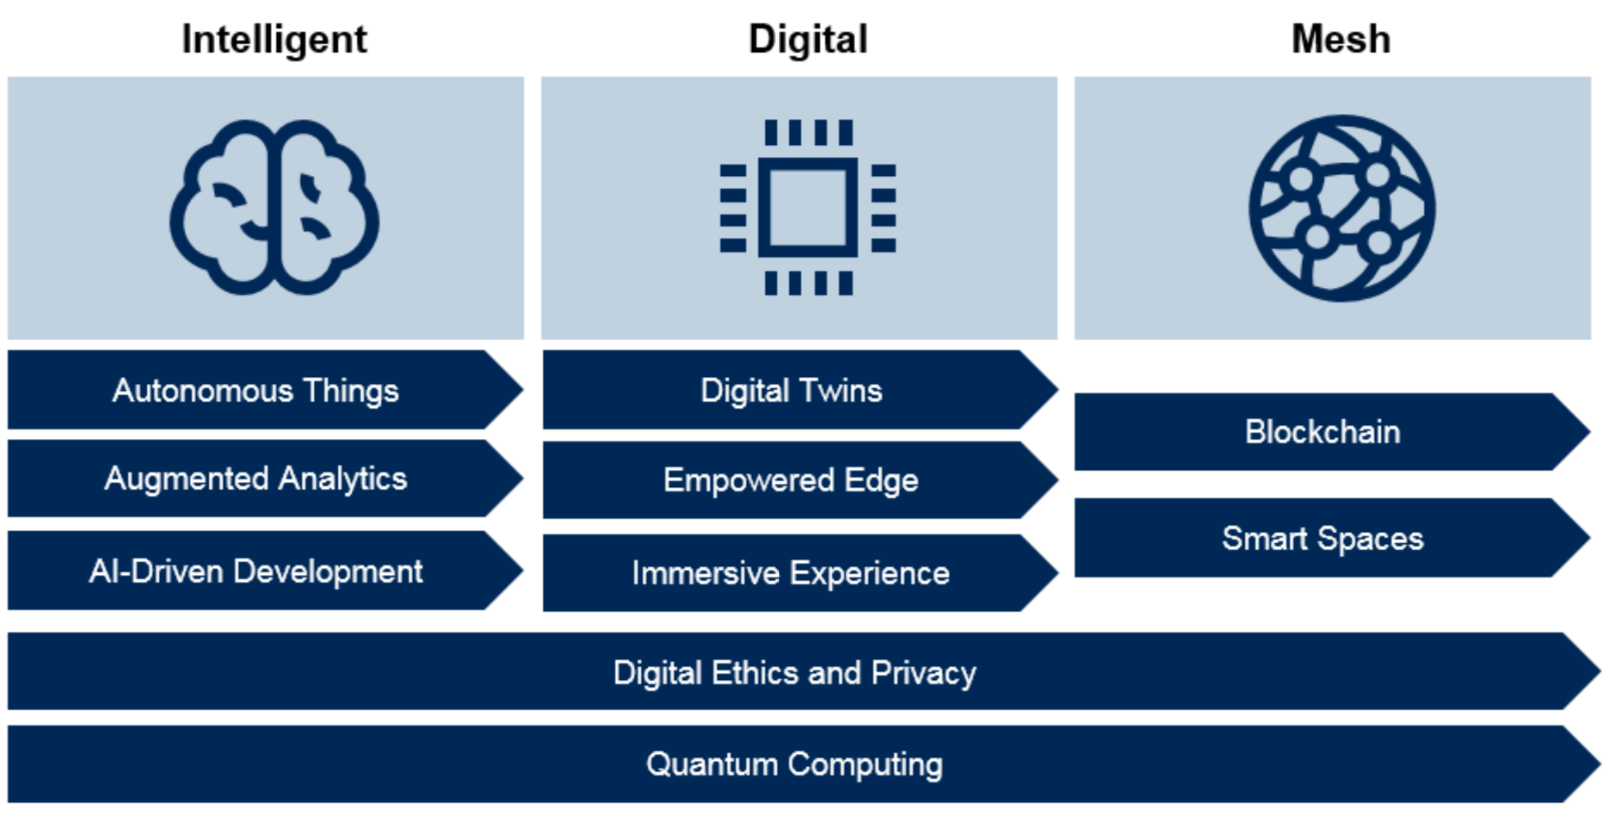 Intelligent
Digital
Mesh
Autonomous Things
Augmented Analytics
AI-Driven Development
Digital Twins
Empowered Edge
Immersive Experience
Blockchain
Smart Spaces
Digital Ethics and Privacy
Quantum Computing